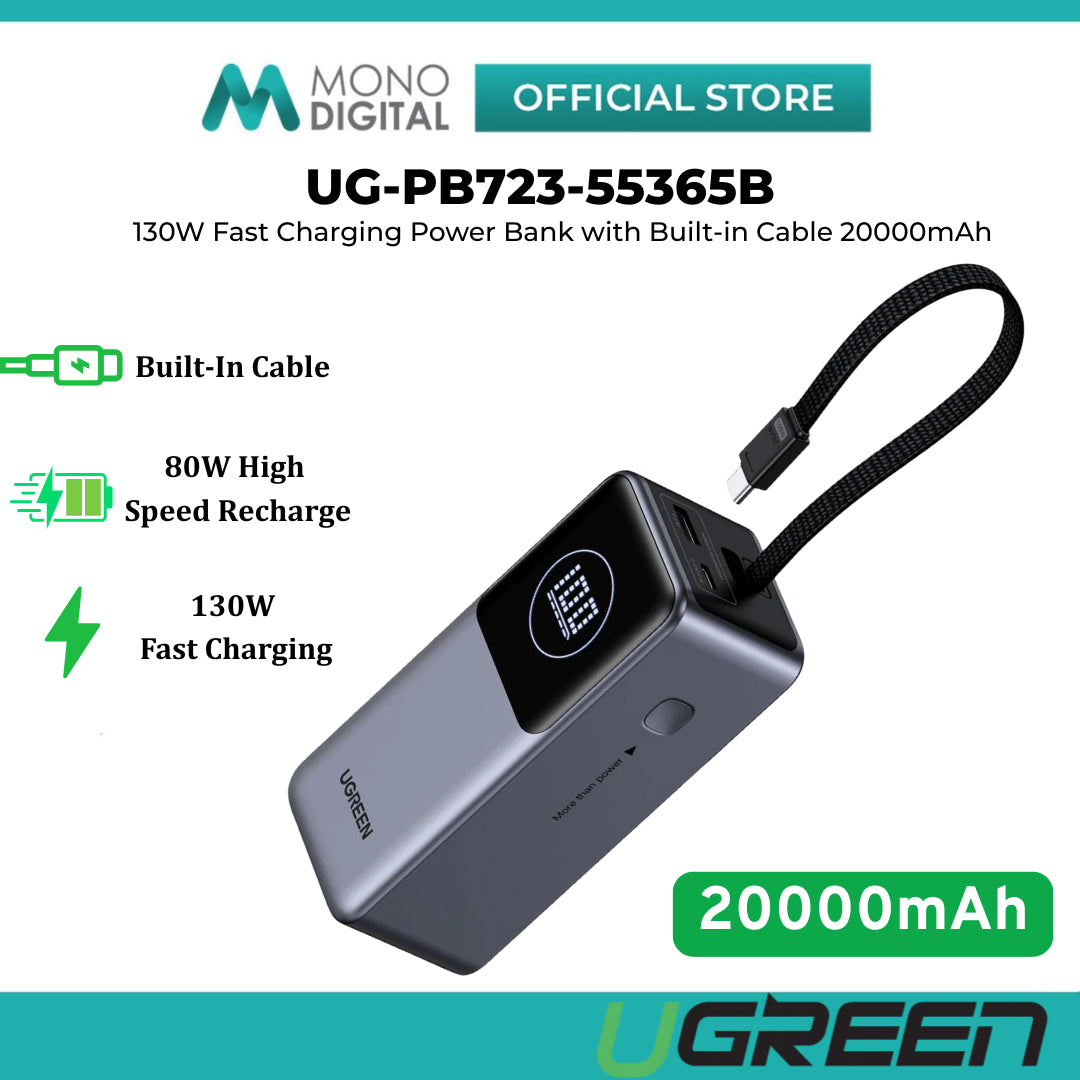 MONO
DIGITAL
OFFICIAL STORE
UG-PB723-55365B
130W Fast Charging Power Bank with Built-in Cable 20000mAh
Built-In Cable
80W High
Speed Recharge
130W
Fast Charging
UGREEN
More than power
20000mAh
UGREEN